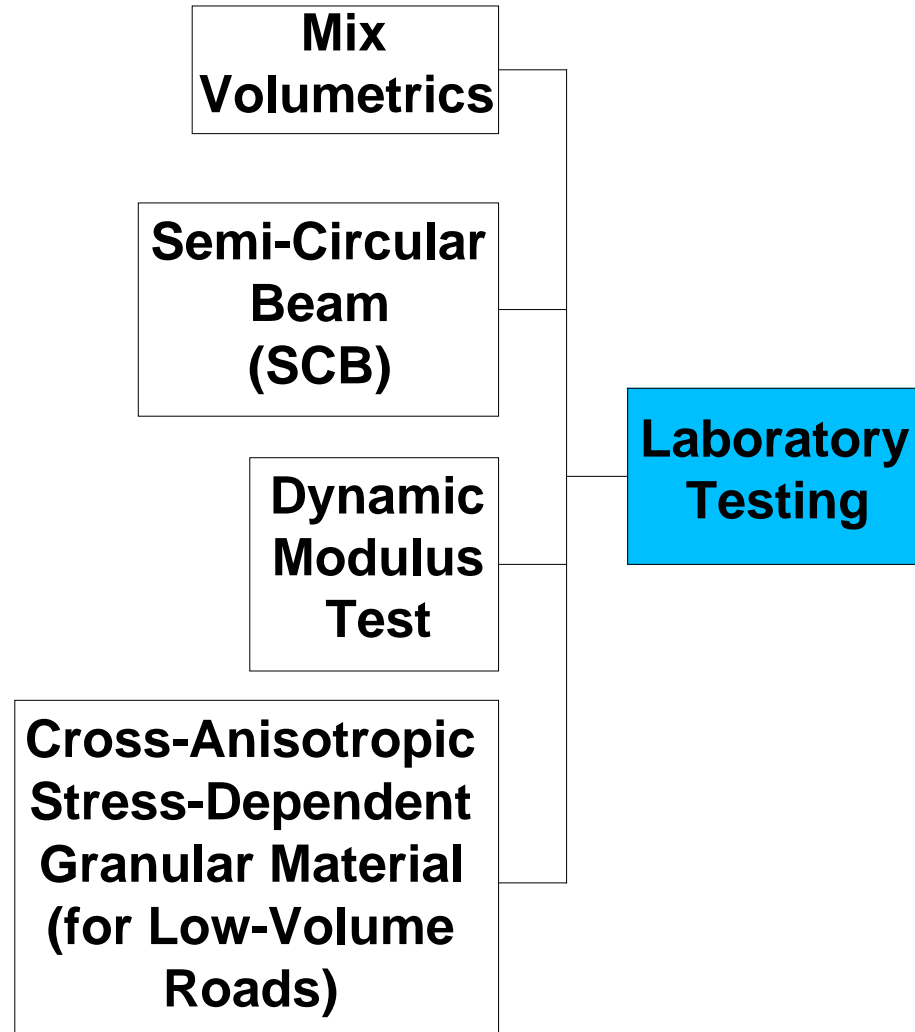 Mix
Volumetrics
Semi-Circular
Beam
(SCB)
Dynamic
Modulus
Test
Cross-Anisotropic
Stress-Dependent
Granular Material
(for Low-Volume
Roads)
Laboratory
Testing